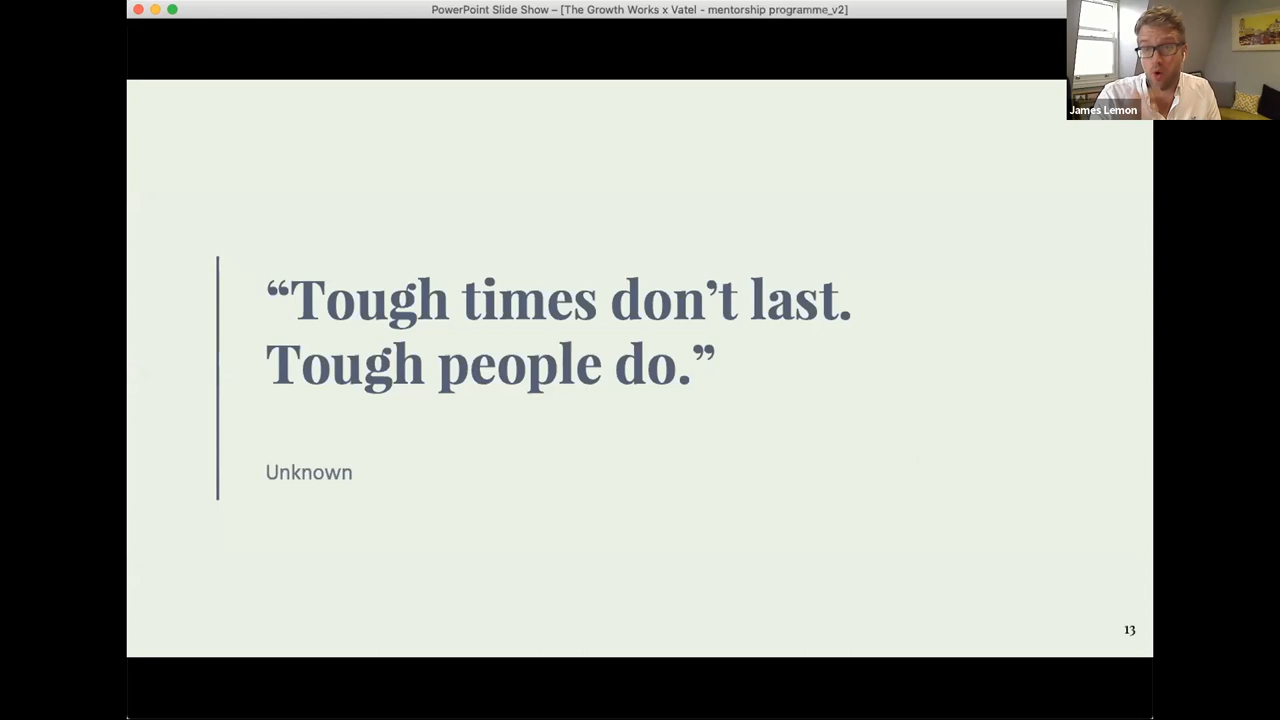 PowerPoint Slide Show – [The Growth Works x Vatel - mentorship programme_v2]
James Lemon
“Tough times don’t last.
Tough people do.”
Unknown
13